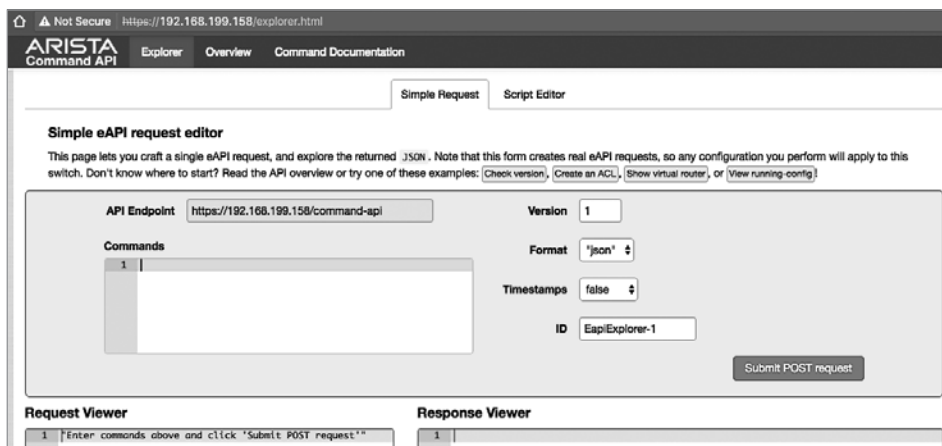 Not Secure https://192.168.199.158/explorer.html
ARISTA
Command API
Explorer Overview Command Documentation
Simple Request Script Editor
Simple eAPI request editor
This page lets you craft a single eAPI request, and explore the returned JSON. Note that this form creates real eAPI requests, so any configuration you perform will apply to this
switch. Don't know where to start? Read the API overview or try one of these examples: Check version, Create an ACL, Show virtual router, or View running-config!
API Endpoint https://192.168.199.158/command-api Version 1
Commands Format "json"
1
Timestamps false
ID EapiExplorer-1
Submit POST request
Request Viewer Response Viewer
1 "Enter commands above and click 'Submit POST request'" 1